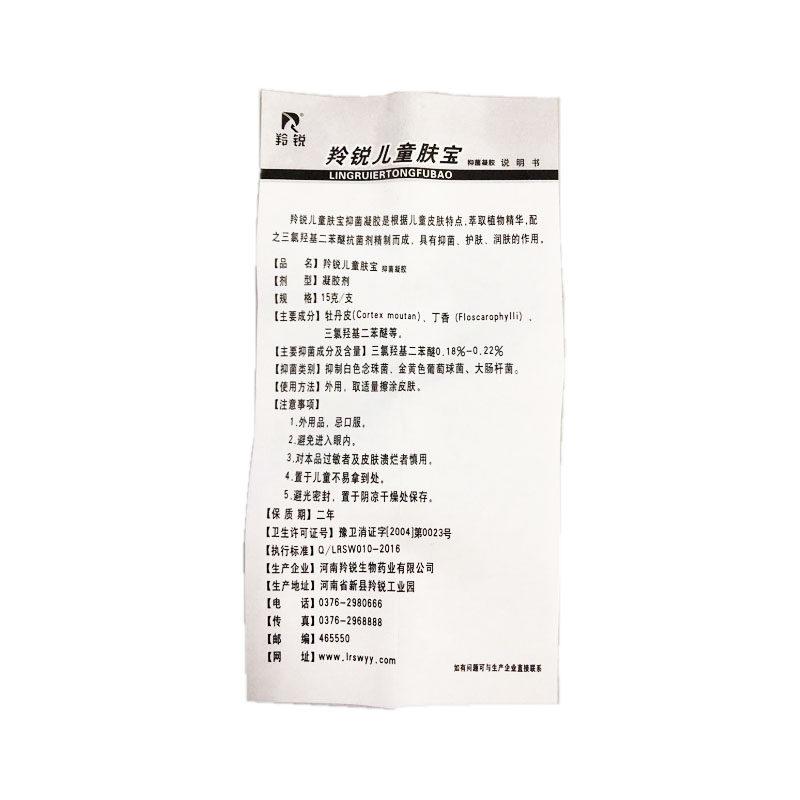 羚锐
羚锐儿童肤宝 抑菌凝胶 说明书
LINGRUIERTONGFUBAO
羚锐儿童肤宝抑菌凝胶是根据儿童皮肤特点,萃取植物精华,配
之三氯羟基二苯醚抗菌剂精制而成,具有抑菌、护肤、润肤的作用。
【品 名】羚锐儿童肤宝 抑菌凝胶
【剂 型】凝胶剂
【规 格】15克/支
【主要成分】牡丹皮(Cortex moutan)、丁香(Floscarophylli)、
三氯羟基二苯醚等。
【主要抑菌成分及含量】三氯羟基二苯醚0.18%-0.22%
【抑菌类别】抑制白色念珠菌、金黄色葡萄球菌、大肠杆菌。
【使用方法】外用,取适量擦涂皮肤。
【注意事项】
1.外用品,忌口服。
2.避免进入眼内。
3.对本品过敏者及皮肤溃烂者慎用。
4.置于儿童不易拿到处。
5.避光密封,置于阴凉干燥处保存。
【保 质 期】二年
【卫生许可证号】豫卫消证字[2004]第0023号
【执行标准】Q/LRSW010-2016
【生产企业】河南羚锐生物药业有限公司
【生产地址】河南省新县羚锐工业园
【电 话】0376-2980666
【传 真】0376-2968888
【邮 编】465550
【网 址】www.lrswyy.com
如有问题可与生产企业直接联系